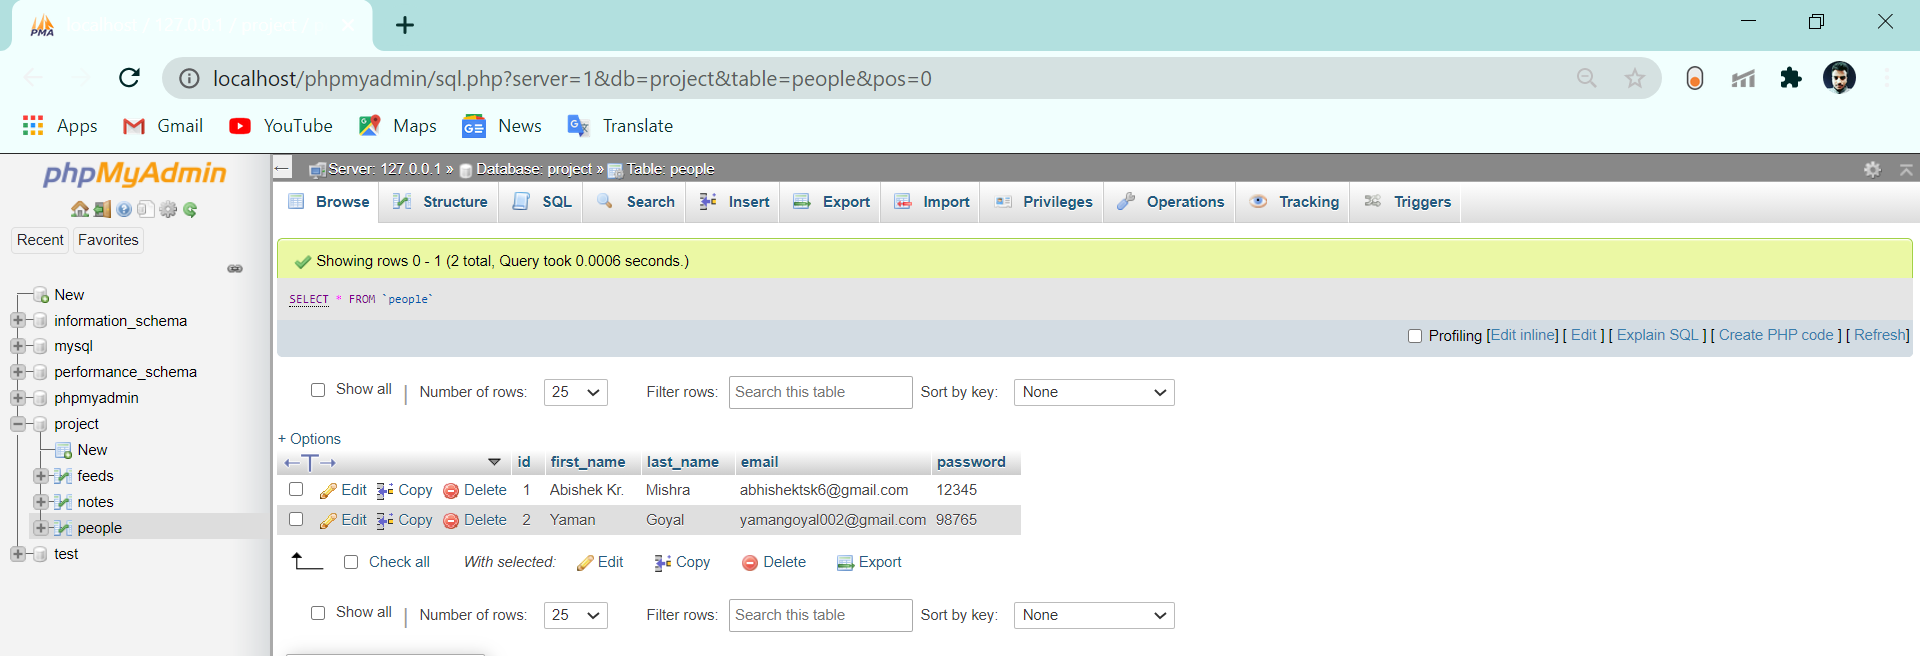 PMA
localhost/phpmyadmin/sql.php?server=1&db=project&table=people&pos=0
Apps Gmail YouTube Maps News Translate
phpMyAdmin
Recent Favorites
New
information_schema
mysql
performance_schema
phpmyadmin
project
New
feeds
notes
people
test
Server: 127.0.0.1 » Database: project » Table: people
Browse Structure SQL Search Insert Export Import Privileges Operations Tracking Triggers
Showing rows 0 - 1 (2 total, Query took 0.0006 seconds.)
SELECT * FROM `people`
Profiling [Edit inline] [ Edit ] [ Explain SQL ] [ Create PHP code ] [ Refresh]
Show all | Number of rows: 25 Filter rows: Search this table Sort by key: None
+ Options
←T→ id first_name last_name email password
Edit Copy Delete 1 Abishek Kr. Mishra abhishektsk6@gmail.com 12345
Edit Copy Delete 2 Yaman Goyal yamangoyal002@gmail.com 98765
Check all With selected: Edit Copy Delete Export
Show all | Number of rows: 25 Filter rows: Search this table Sort by key: None